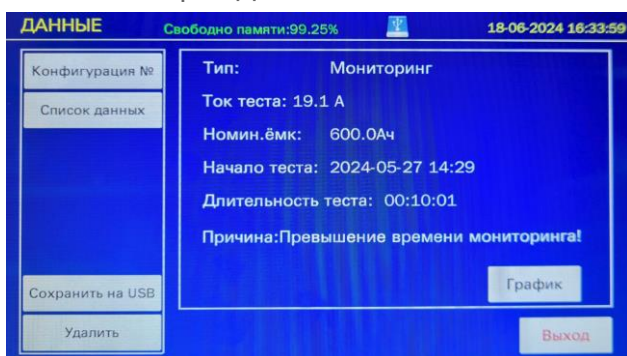 ДАННЫЕ Свободно памяти:99.25% 18-06-2024 16:33:59
Конфигурация №
Список данных
Сохранить на USB
Удалить
Тип: Мониторинг
Ток теста: 19.1 А
Номин.ёмк: 600.0Ач
Начало теста: 2024-05-27 14:29
Длительность теста: 00:10:01
Причина:Превышение времени мониторинга!
График
Выход